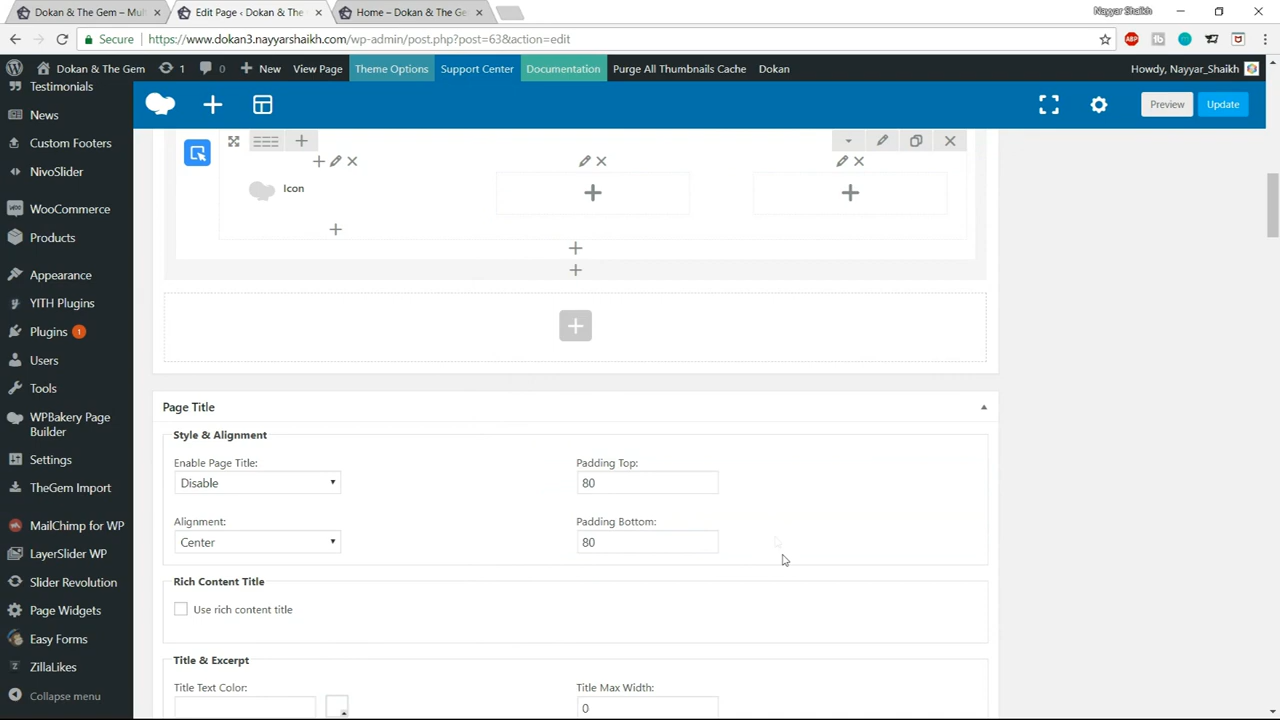 Dokan & The Gem – Mul
Edit Page ‹ Dokan & The
Home – Dokan & The Ge
Nayyar Shaikh
Secure
https://www.dokan3.nayyarshaikh.com/wp-admin/post.php?post=63&action=edit
ABP
Dokan & The Gem
1
0
New
View Page
Theme Options
Support Center
Documentation
Purge All Thumbnails Cache
Dokan
Howdy, Nayyar_Shaikh
Testimonials
News
Custom Footers
NivoSlider
WooCommerce
Products
Appearance
YITH Plugins
Plugins 1
Users
Tools
WPBakery Page
Builder
Settings
TheGem Import
MailChimp for WP
LayerSlider WP
Slider Revolution
Page Widgets
Easy Forms
ZillaLikes
Collapse menu
Preview
Update
Icon
Page Title
Style & Alignment
Enable Page Title:
Padding Top:
Disable
80
Alignment:
Padding Bottom:
Center
80
Rich Content Title
Use rich content title
Title & Excerpt
Title Text Color:
Title Max Width:
0